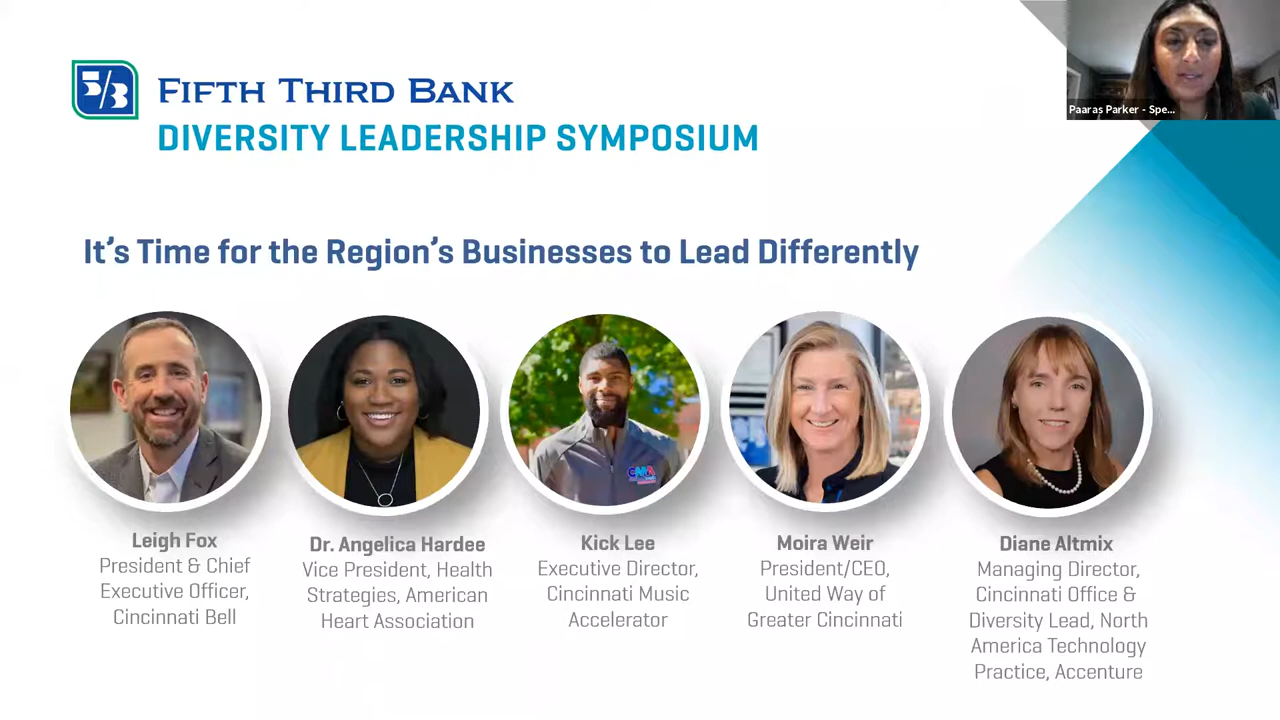 Paaras Parker - Spe...
5/3
FIFTH THIRD BANK
DIVERSITY LEADERSHIP SYMPOSIUM
It's Time for the Region's Businesses to Lead Differently
CMA
Leigh Fox
President & Chief
Executive Officer,
Cincinnati Bell
Dr. Angelica Hardee
Vice President, Health
Strategies, American
Heart Association
Kick Lee
Executive Director,
Cincinnati Music
Accelerator
Moira Weir
President/CEO,
United Way of
Greater Cincinnati
Diane Altmix
Managing Director,
Cincinnati Office &
Diversity Lead, North
America Technology
Practice, Accenture